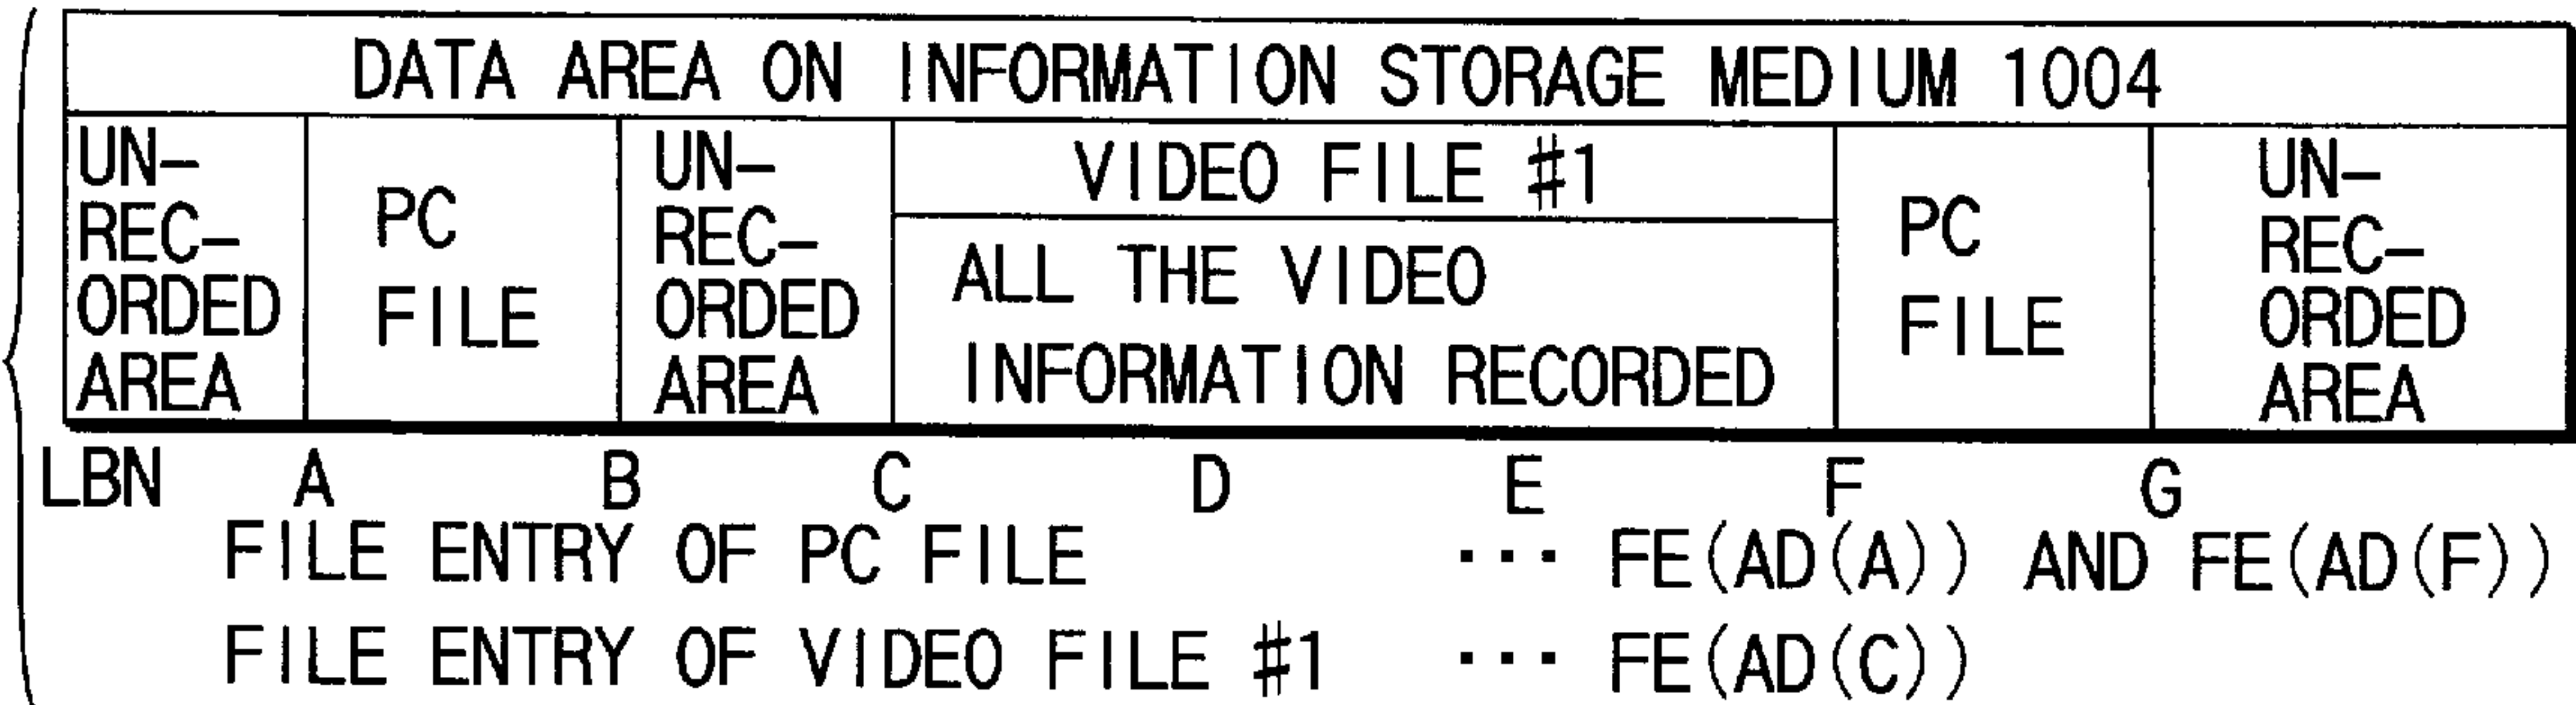 DATA AREA ON INFORMATION STORAGE MEDIUM 1004
UN-
REC-
ORDED
AREA
PC
FILE
UN-
REC-
ORDED
AREA
VIDEO FILE #1
ALL THE VIDEO
INFORMATION RECORDED
PC
FILE
UN-
REC-
ORDED
AREA
LBN A B C D E F G
FILE ENTRY OF PC FILE ··· FE(AD(A)) AND FE(AD(F))
FILE ENTRY OF VIDEO FILE #1 ··· FE(AD(C))